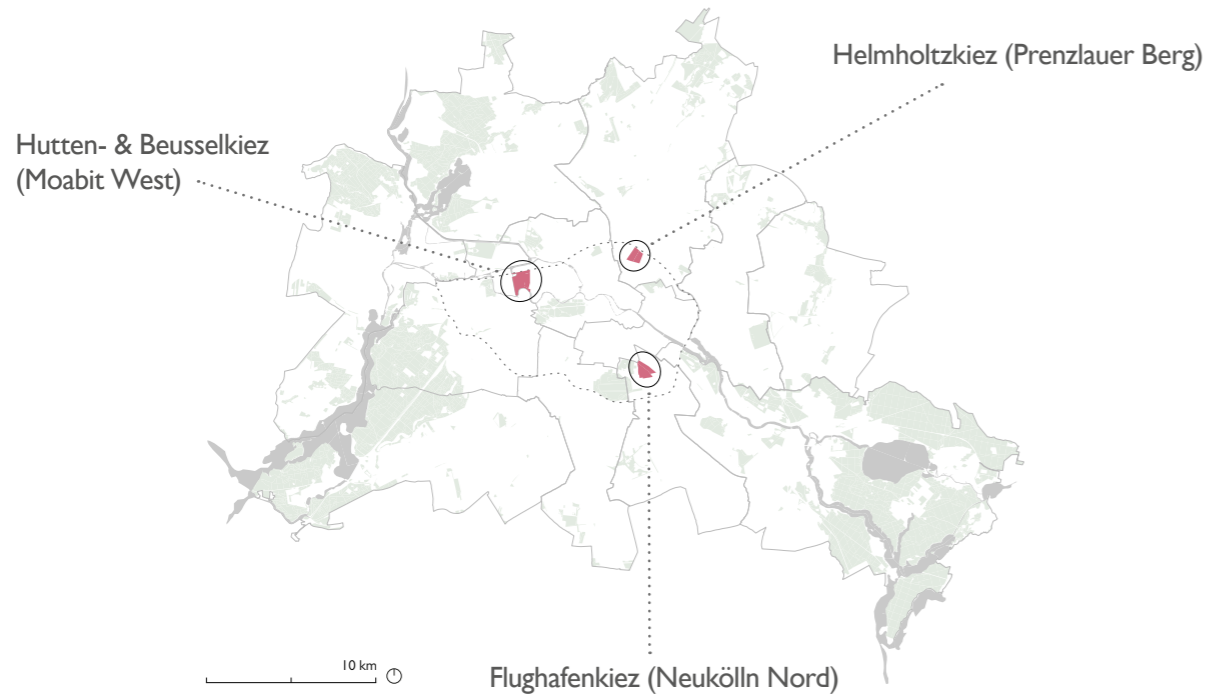 Helmholtzkiez (Prenzlauer Berg)
Hutten- & Beusselkiez
(Moabit West)
10 km
Flughafenkiez (Neukölln Nord)